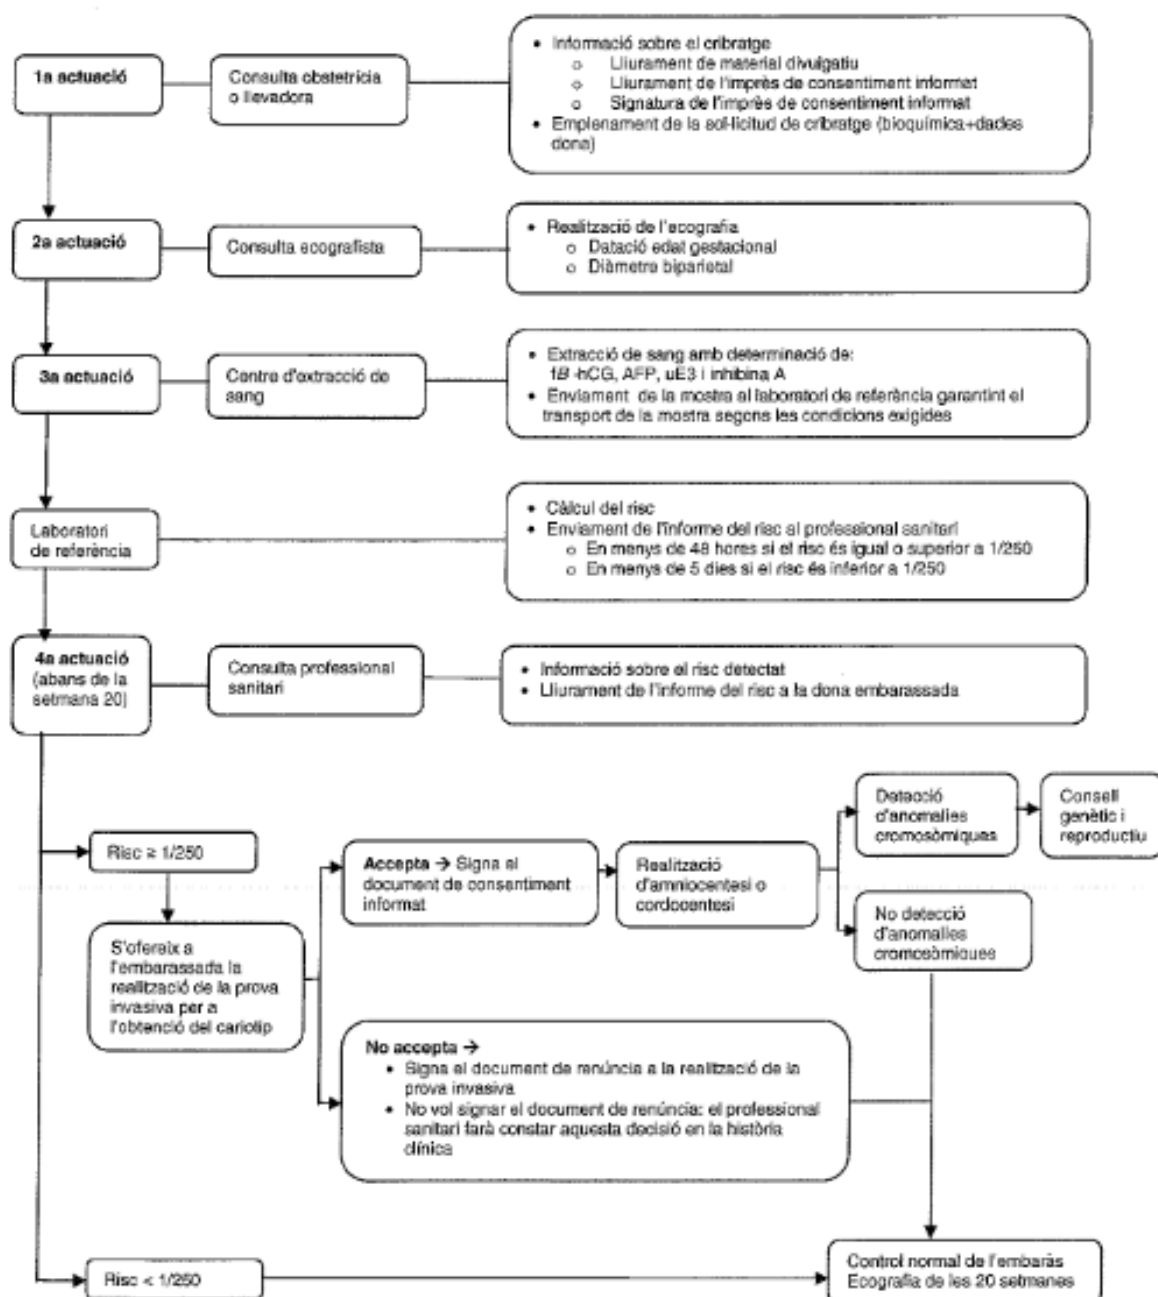 1a actuació
Consulta obstetrícia
o llevadora
• Informació sobre el cribratge
o Lliurament de material divulgatiu
o Lliurament de l'imprès de consentiment informat
o Signatura de l'imprès de consentiment informat
• Emplenament de la sol·licitud de cribratge (bioquímica+dades
dona)
2a actuació
Consulta ecografista
• Realització de l'ecografia
o Datació edat gestacional
o Diàmetre biparietal
3a actuació
Centre d'extracció de
sang
• Extracció de sang amb determinació de:
fB-hCG, AFP, uE3 i inhibina A
• Enviament de la mostra al laboratori de referència garantint el
transport de la mostra segons les condicions exigides
Laboratori
de referència
• Càlcul del risc
• Enviament de l'informe del risc al professional sanitari
o En menys de 48 hores si el risc és igual o superior a 1/250
o En menys de 5 dies si el risc és inferior a 1/250
4a actuació
(abans de la
setmana 20)
Consulta professional
sanitari
• Informació sobre el risc detectat
• Lliurament de l'informe del risc a la dona embarassada
Risc ≥ 1/250
S'ofereix a
l'embarassada la
realització de la prova
invasiva per a
l'obtenció del cariotip
Accepta → Signa el
document de consentiment
informat
Realització
d'amniocentesi o
cordocentesi
Detecció
d'anomalies
cromosòmiques
Consell
genètic i
reproductiu
No detecció
d'anomalies
cromosòmiques
No accepta →
• Signa el document de renúncia a la realització de la
prova invasiva
• No vol signar el document de renúncia: el professional
sanitari farà constar aquesta decisió en la història
clínica
Risc < 1/250
Control normal de l'embaràs
Ecografia de les 20 setmanes